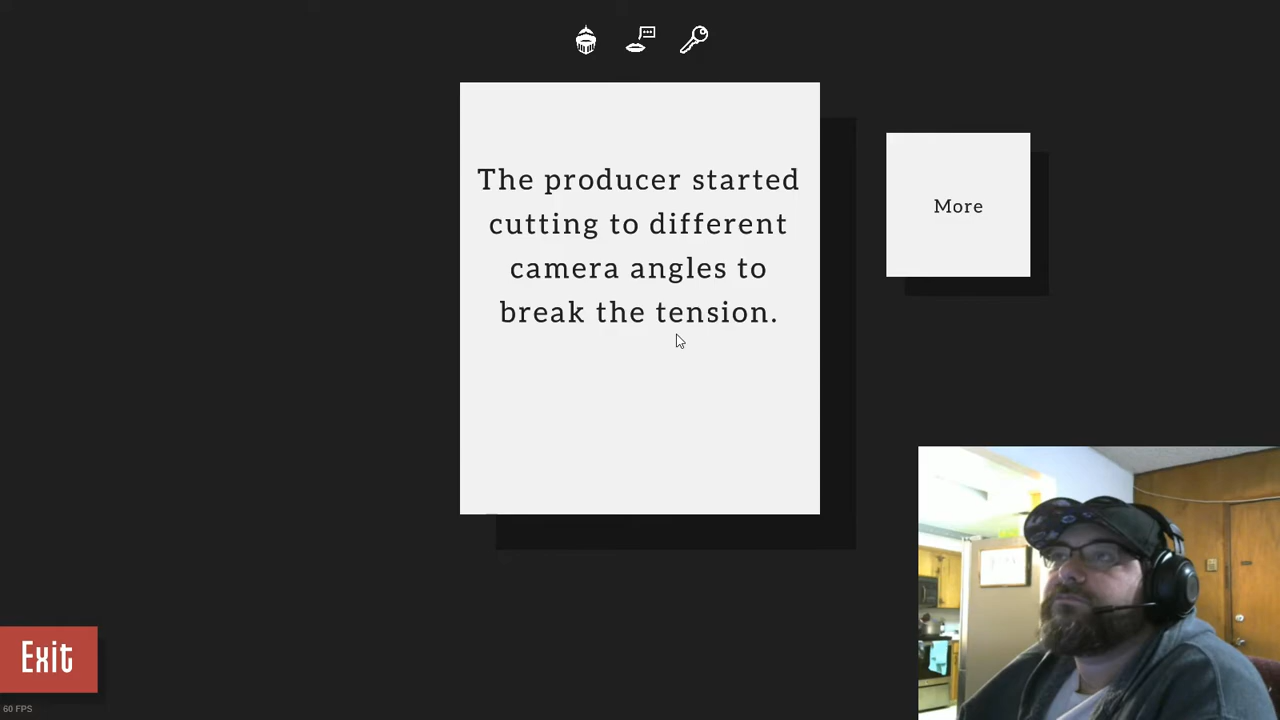 The producer started
cutting to different
camera angles to
break the tension.
More
Exit
60 FPS